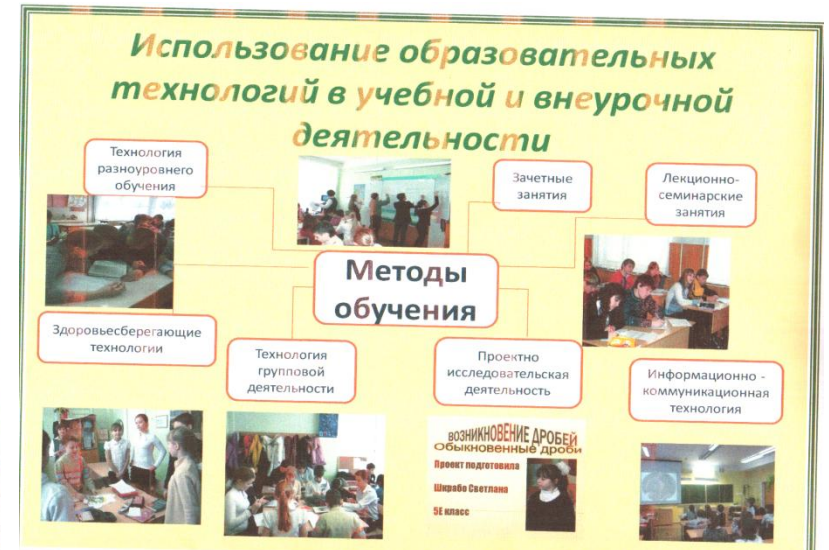 Использование образовательных
технологий в учебной и внеурочной
деятельности
Технология
разноуровнего
обучения
Зачетные
занятия
Лекционно-
семинарские
занятия
Методы
обучения
Здоровьесберегающие
технологии
Технология
групповой
деятельности
Проектно
исследовательская
деятельность
Информационно -
коммуникационная
технология
ВОЗНИКНОВЕНИЕ ДРОБЕЙ
Обыкновенные дроби
Проект подготовила
Шкрабо Светлана
5Е класс